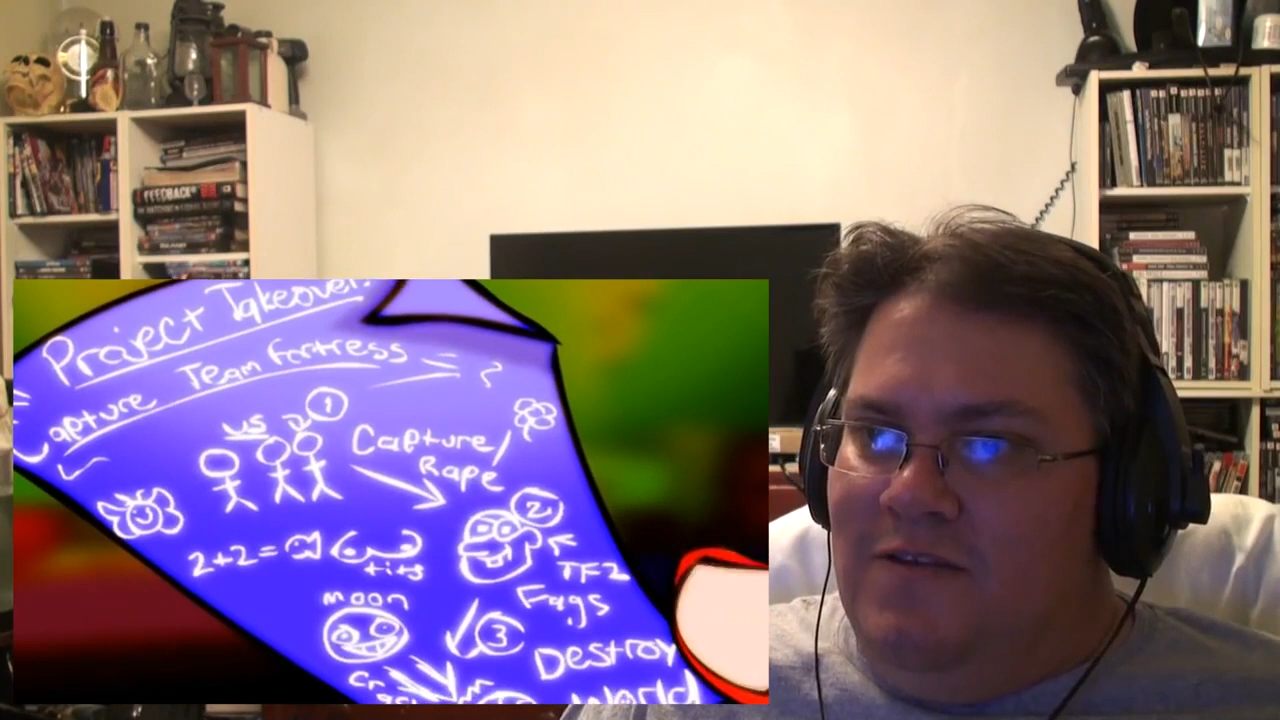 FEEDBACK
Project Takeover:
Capture Team Fortress = ?
us
1
Capture/
Rape
2
2+2=
tits
TF2
Fags
moon
3
Destroy
World